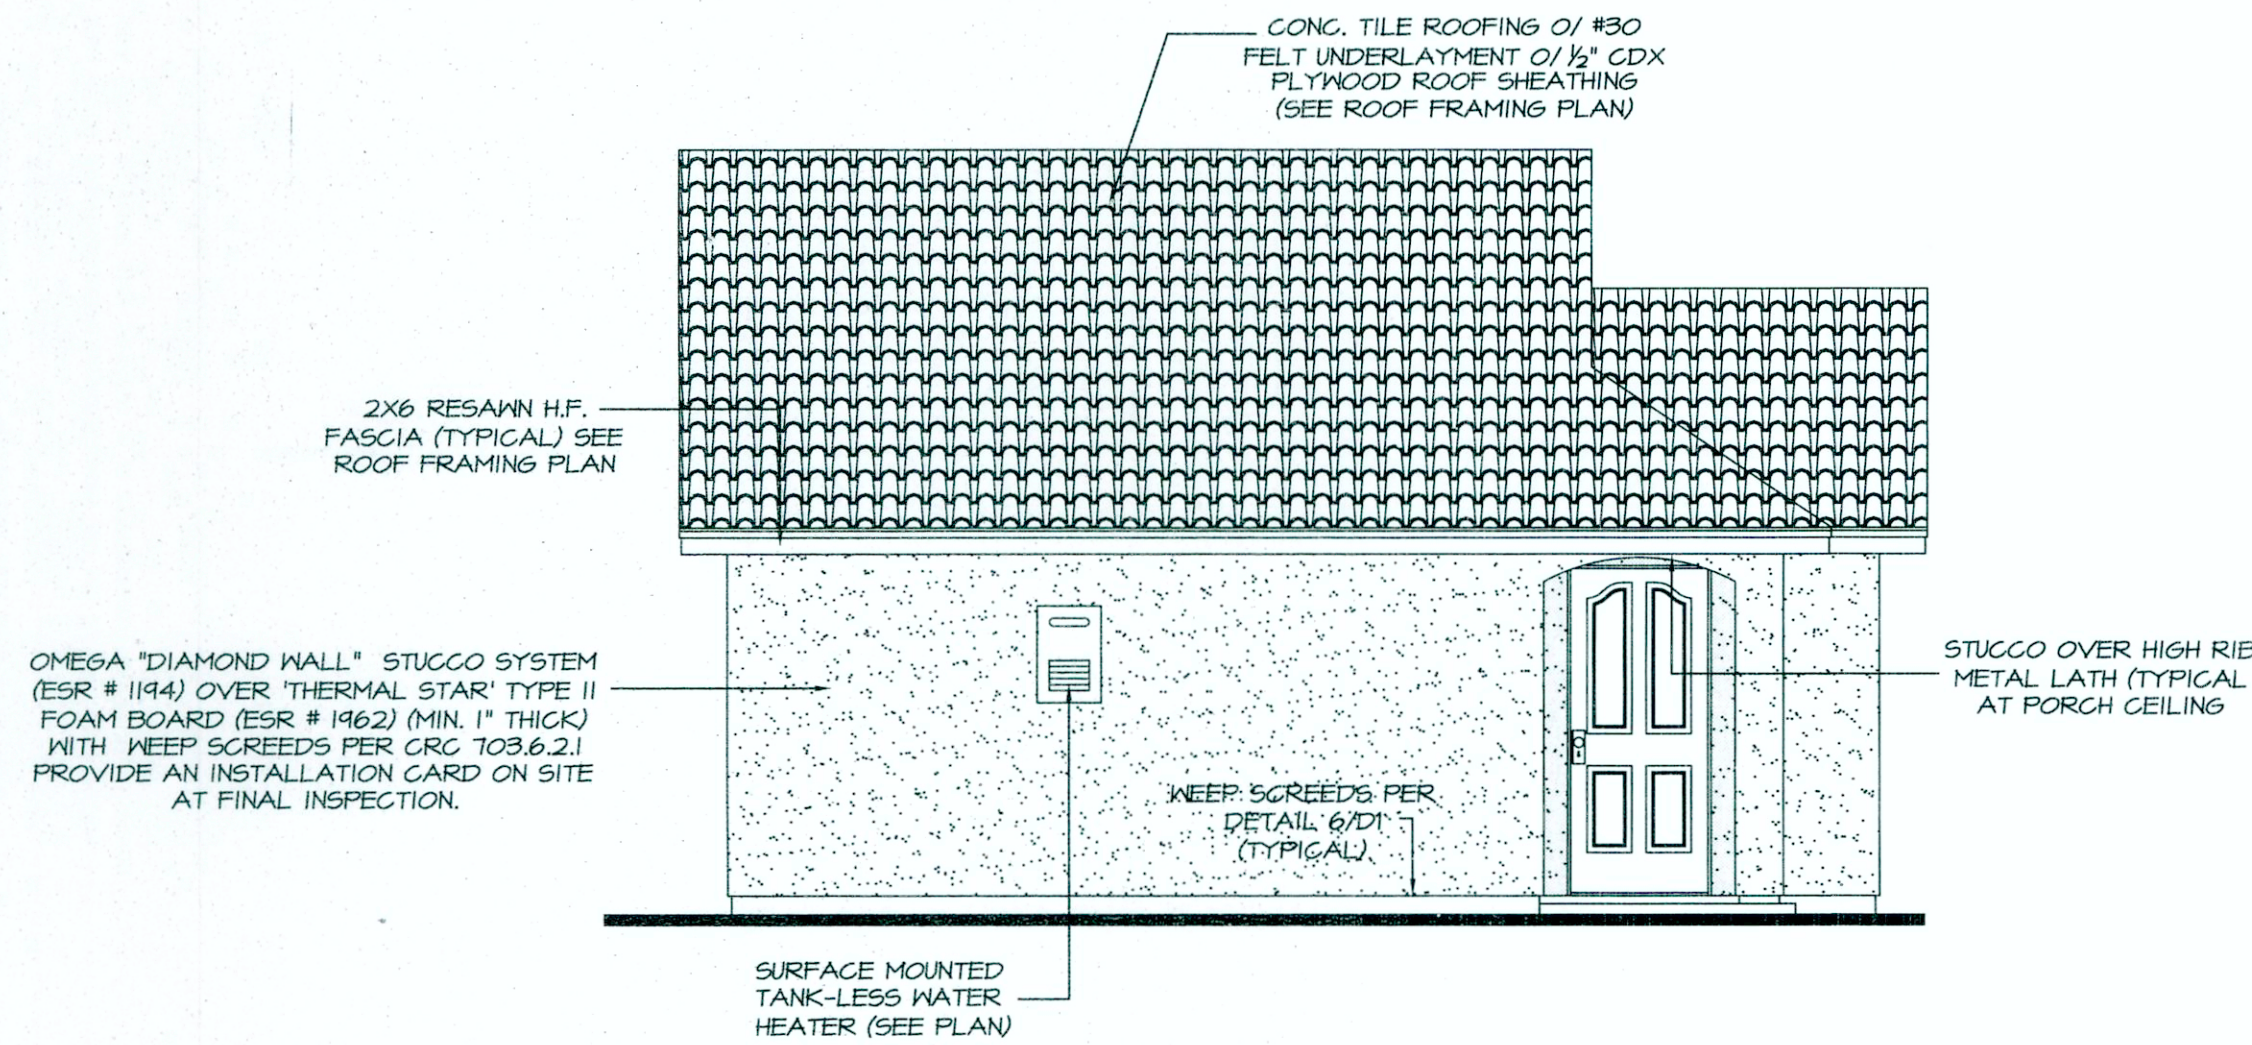 CONC. TILE ROOFING O/ #30
FELT UNDERLAYMENT O/ ½" CDX
PLYWOOD ROOF SHEATHING
(SEE ROOF FRAMING PLAN)
2X6 RESAWN H.F.
FASCIA (TYPICAL) SEE
ROOF FRAMING PLAN
OMEGA "DIAMOND WALL" STUCCO SYSTEM
(ESR # 1194) OVER 'THERMAL STAR' TYPE II
FOAM BOARD (ESR # 1962) (MIN. 1" THICK)
WITH WEEP SCREEDS PER CRC 703.6.2.1
PROVIDE AN INSTALLATION CARD ON SITE
AT FINAL INSPECTION.
STUCCO OVER HIGH RIB
METAL LATH (TYPICAL
AT PORCH CEILING
WEEP SCREEDS PER
DETAIL 6/D1
(TYPICAL)
SURFACE MOUNTED
TANK-LESS WATER
HEATER (SEE PLAN)